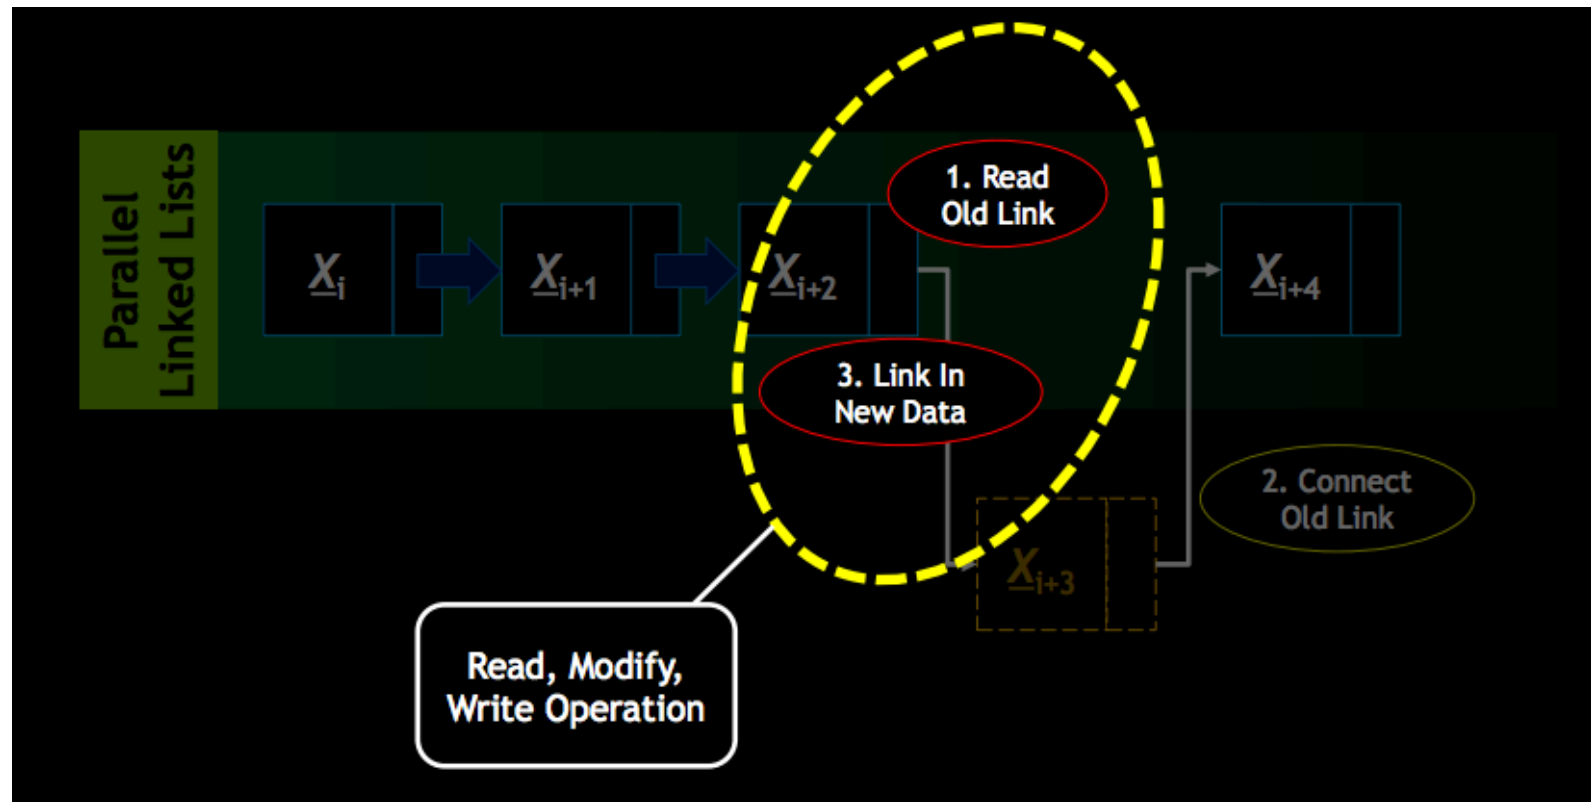 Parallel
Linked Lists
Xi
Xi+1
Xi+2
Xi+4
1. Read
Old Link
3. Link In
New Data
2. Connect
Old Link
Xi+3
Read, Modify,
Write Operation